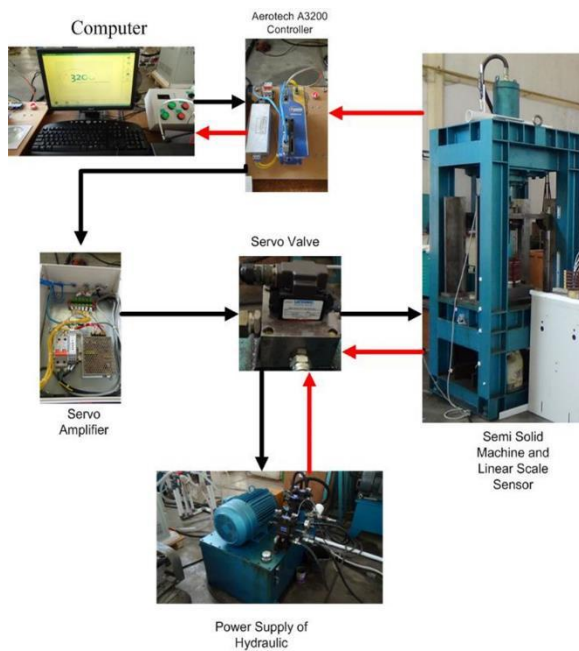 Computer
Aerotech A3200
Controller
320
Servo Valve
Servo
Amplifier
Semi Solid
Machine and
Linear Scale
Sensor
Power Supply of
Hydraulic